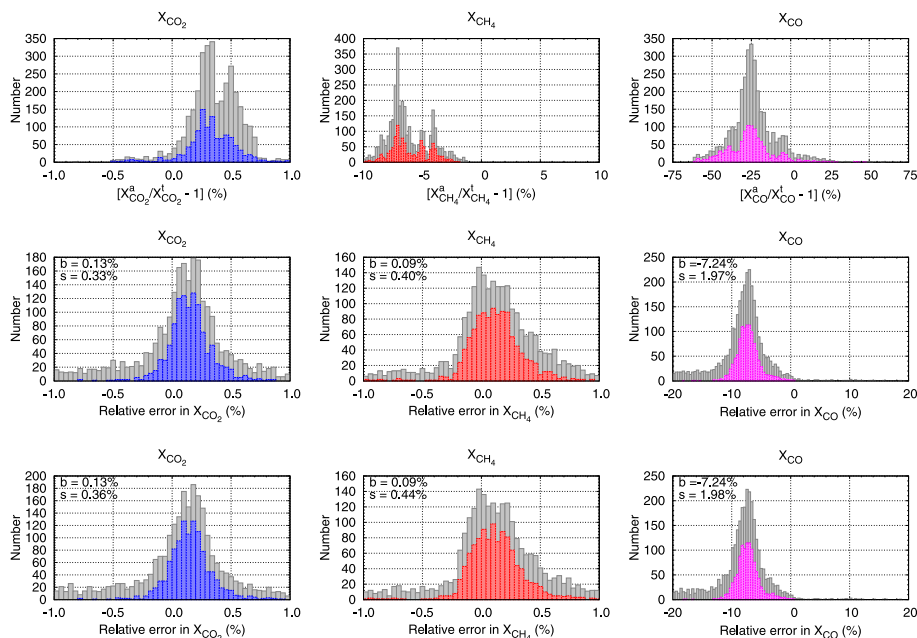 X_CO2
X_CH4
X_CO
Number
350
300
250
200
150
100
50
0
-1.0 -0.5 0.0 0.5 1.0
[X^a_CO2/X^t_CO2 - 1] (%)
Number
400
350
300
250
200
150
100
50
0
-10 -5 0 5 10
[X^a_CH4/X^t_CH4 - 1] (%)
Number
350
300
250
200
150
100
50
0
-75 -50 -25 0 25 50 75
[X^a_CO/X^t_CO - 1] (%)
X_CO2
X_CH4
X_CO
b = 0.13%
s = 0.33%
Number
180
160
140
120
100
80
60
40
20
0
-1.0 -0.5 0.0 0.5 1.0
Relative error in X_CO2 (%)
b = 0.09%
s = 0.40%
Number
160
140
120
100
80
60
40
20
0
-1.0 -0.5 0.0 0.5 1.0
Relative error in X_CH4 (%)
b =-7.24%
s = 1.97%
Number
250
200
150
100
50
0
-20 -10 0 10 20
Relative error in X_CO (%)
X_CO2
X_CH4
X_CO
b = 0.13%
s = 0.36%
Number
200
180
160
140
120
100
80
60
40
20
0
-1.0 -0.5 0.0 0.5 1.0
Relative error in X_CO2 (%)
b = 0.09%
s = 0.44%
Number
160
140
120
100
80
60
40
20
0
-1.0 -0.5 0.0 0.5 1.0
Relative error in X_CH4 (%)
b =-7.24%
s = 1.98%
Number
250
200
150
100
50
0
-20 -10 0 10 20
Relative error in X_CO (%)